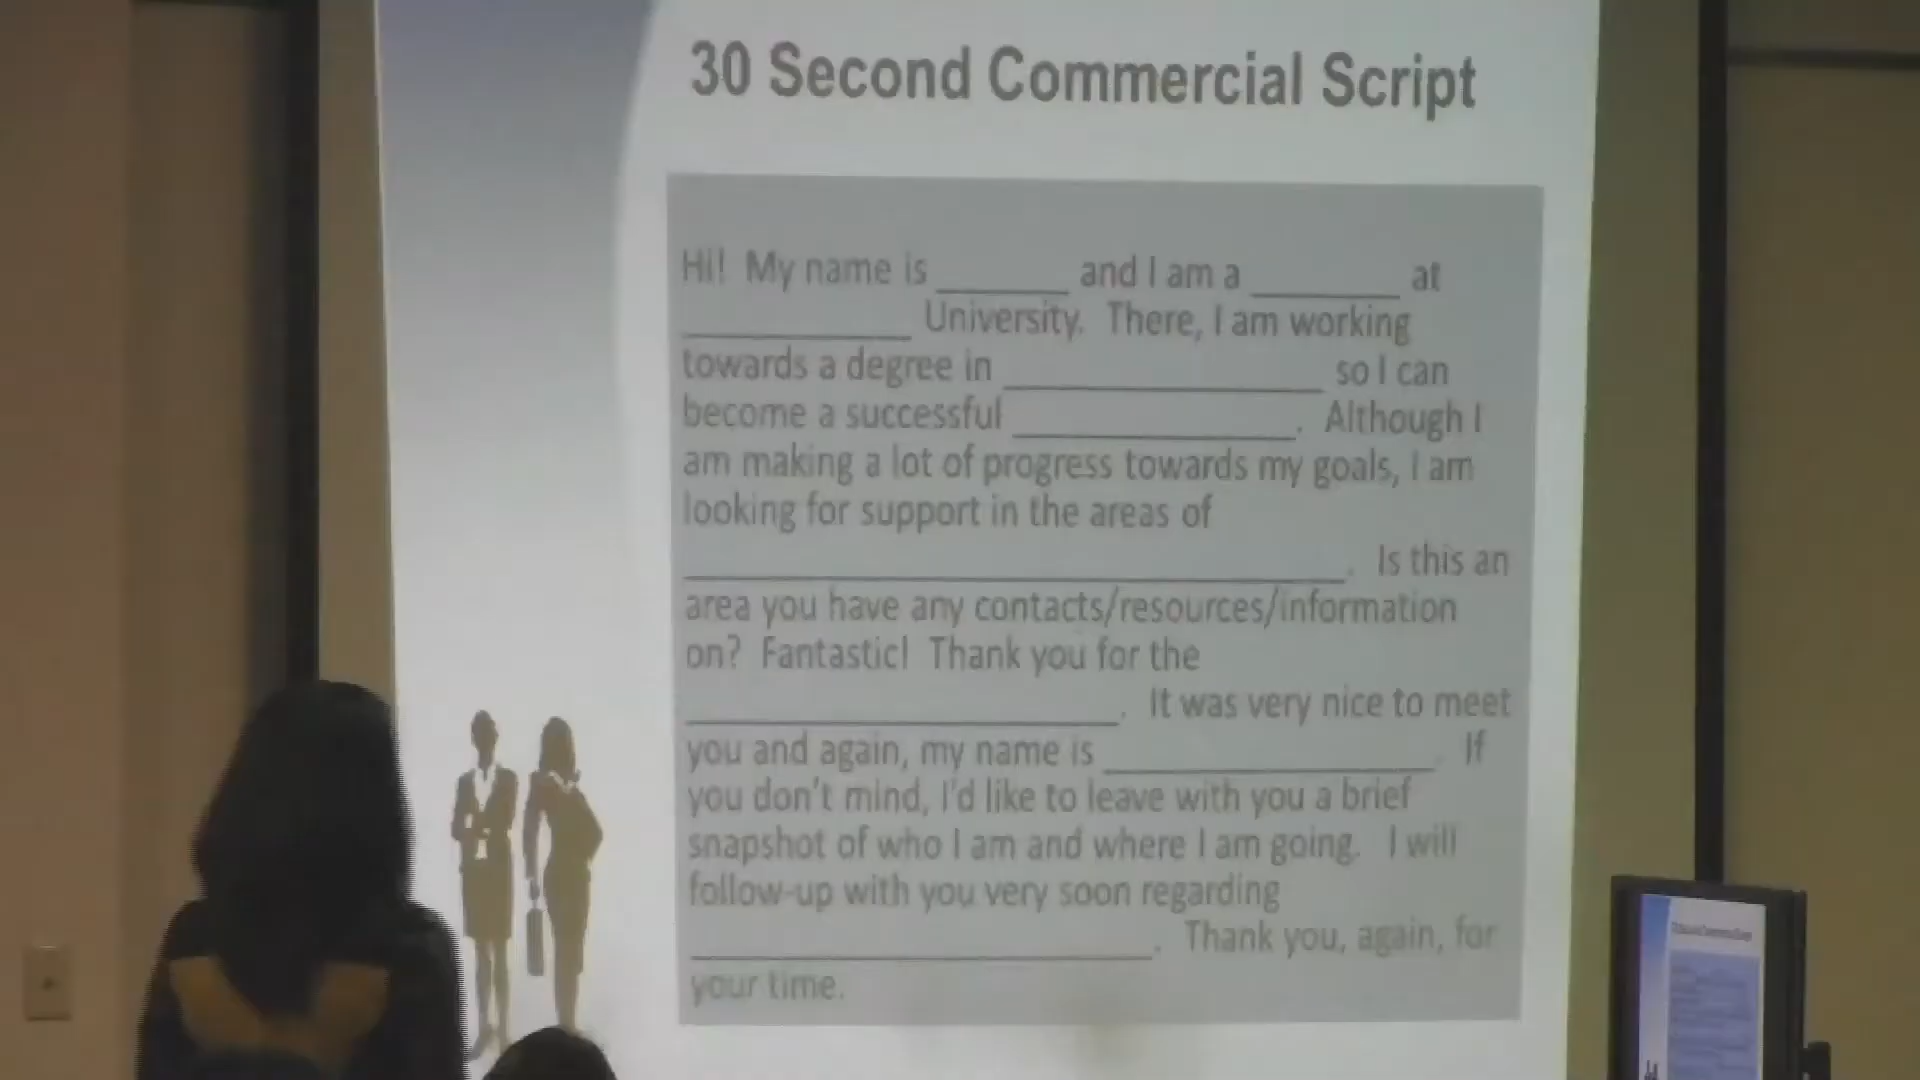 30 Second Commercial Script
Hi! My name is _______ and I am a ________ at
____________ University. There, I am working
towards a degree in _________________ so I can
become a successful _______________. Although I
am making a lot of progress towards my goals, I am
looking for support in the areas of
___________________________________. Is this an
area you have any contacts/resources/information
on? Fantastic! Thank you for the
_______________________. It was very nice to meet
you and again, my name is _________________. If
you don't mind, I'd like to leave with you a brief
snapshot of who I am and where I am going. I will
follow-up with you very soon regarding
________________________. Thank you, again, for
your time.